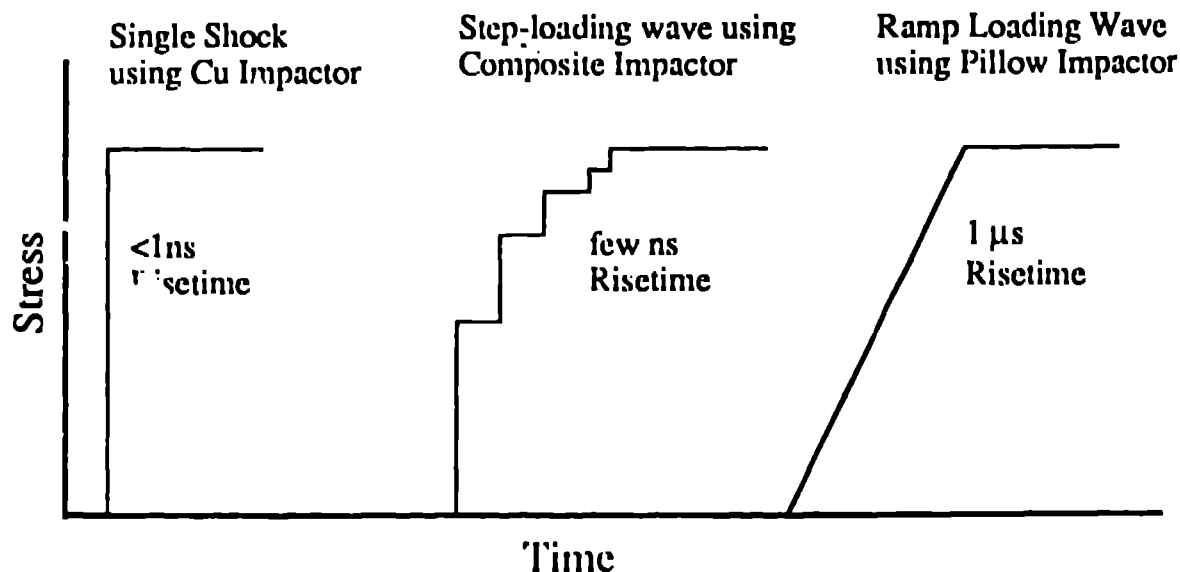 Single Shock
using Cu Impactor
Step-loading wave using
Composite Impactor
Ramp Loading Wave
using Pillow Impactor
Stress
<1ns
few ns
Risetime
1 μs
Risetime
Time